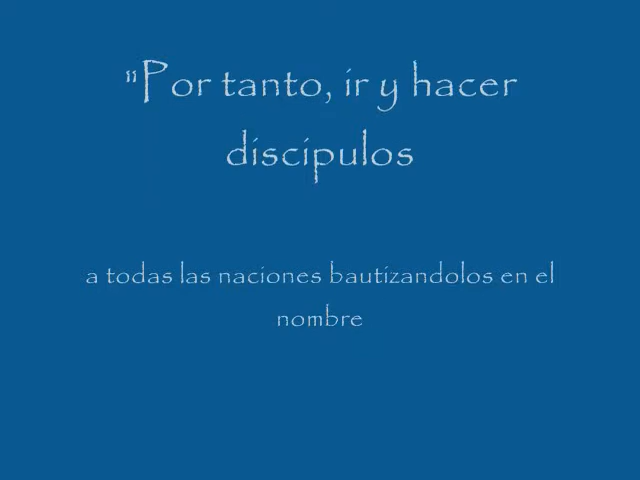 "Por tanto, ir y hacer
discipulos
a todas las naciones bautizandolos en el
nombre